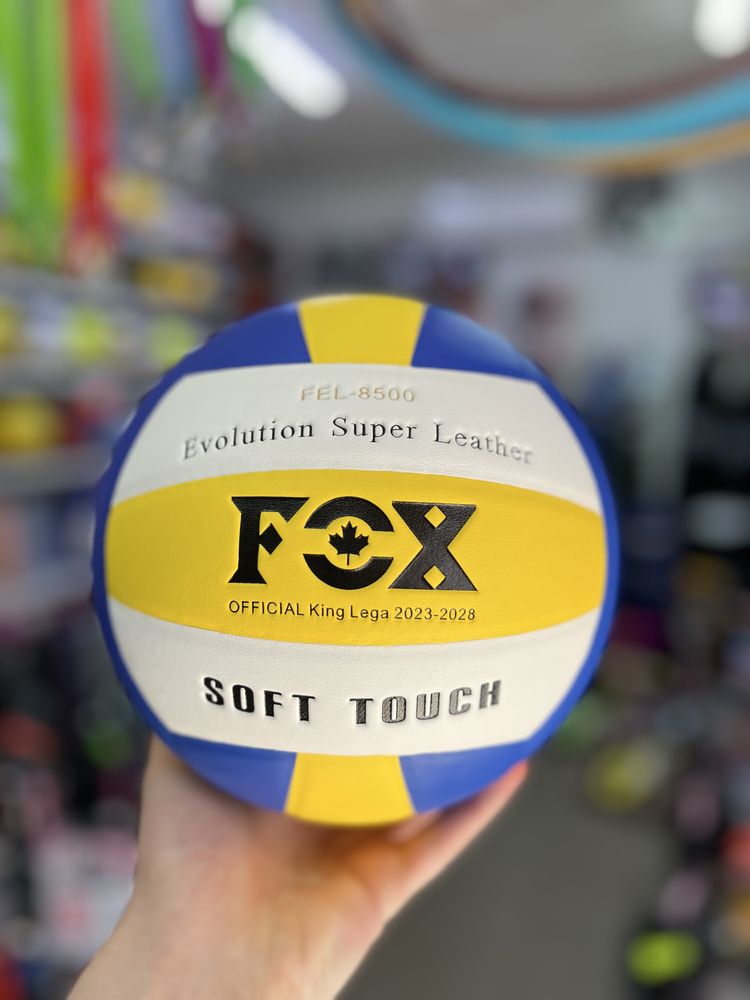 FEL-8500
Evolution Super Leather
FOX
OFFICIAL King Lega 2023-2028
SOFT TOUCH